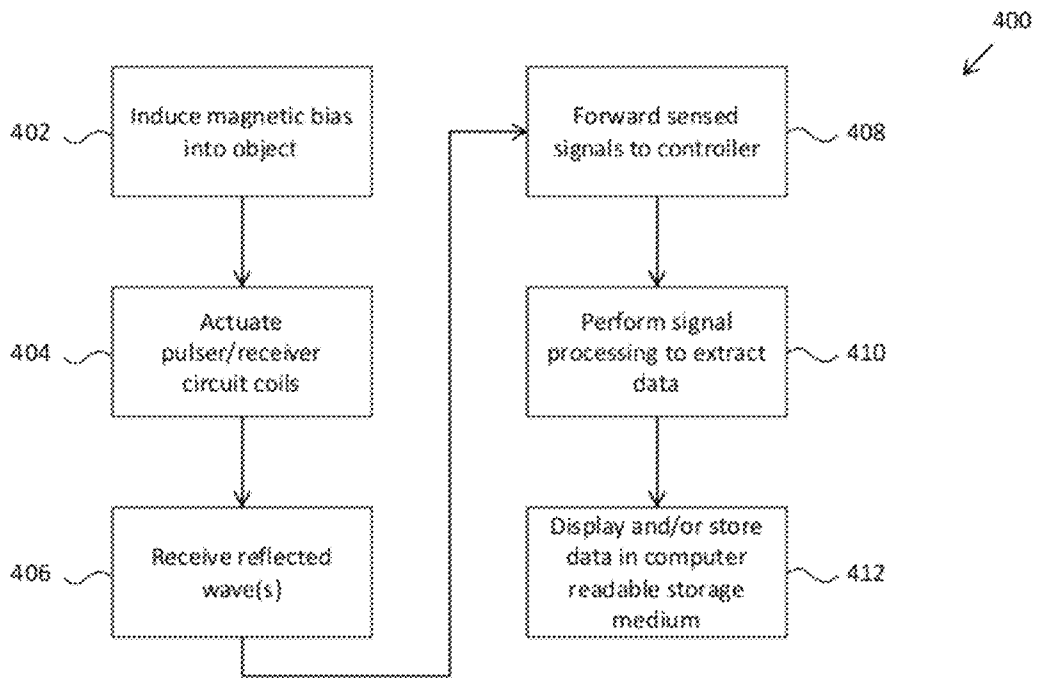 400
402
Induce magnetic bias
into object
404
Actuate
pulser/receiver
circuit coils
406
Receive reflected
wave(s)
Forward sensed
signals to controller
408
Perform signal
processing to extract
data
410
Display and/or store
data in computer
readable storage
medium
412